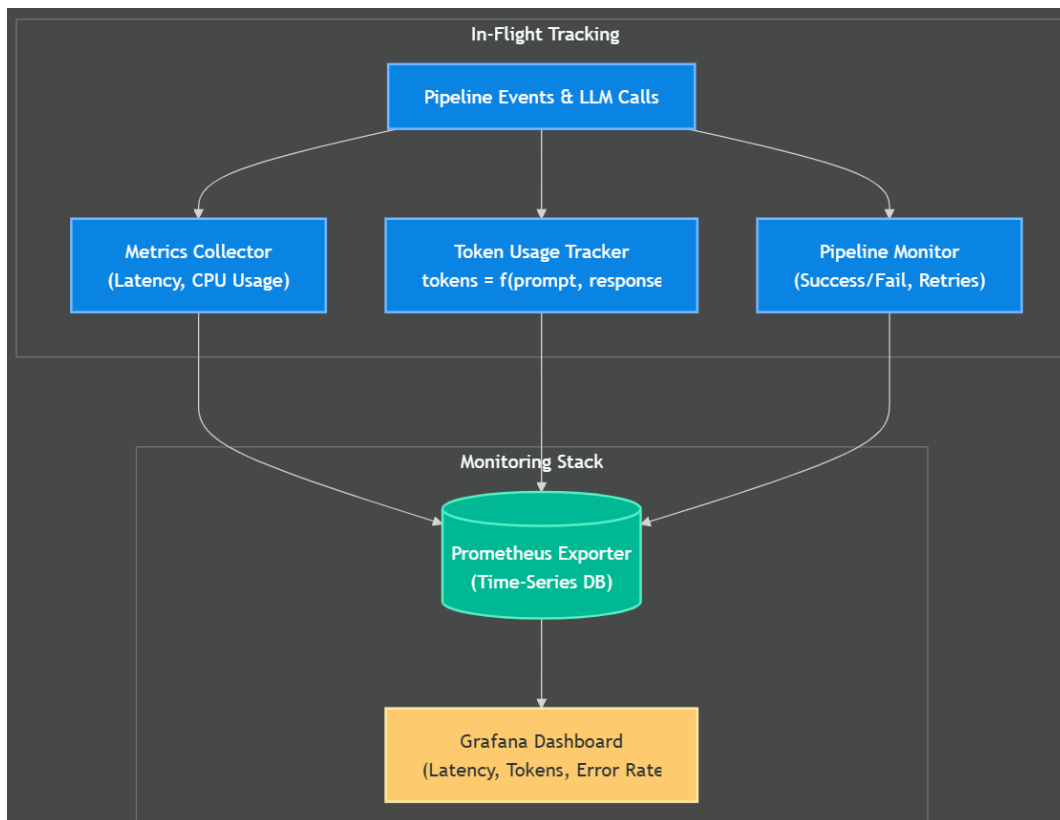 In-Flight Tracking
Pipeline Events & LLM Calls
Metrics Collector
(Latency, CPU Usage)
Token Usage Tracker
tokens = f(prompt, response
Pipeline Monitor
(Success/Fail, Retries)
Monitoring Stack
Prometheus Exporter
(Time-Series DB)
Grafana Dashboard
(Latency, Tokens, Error Rate